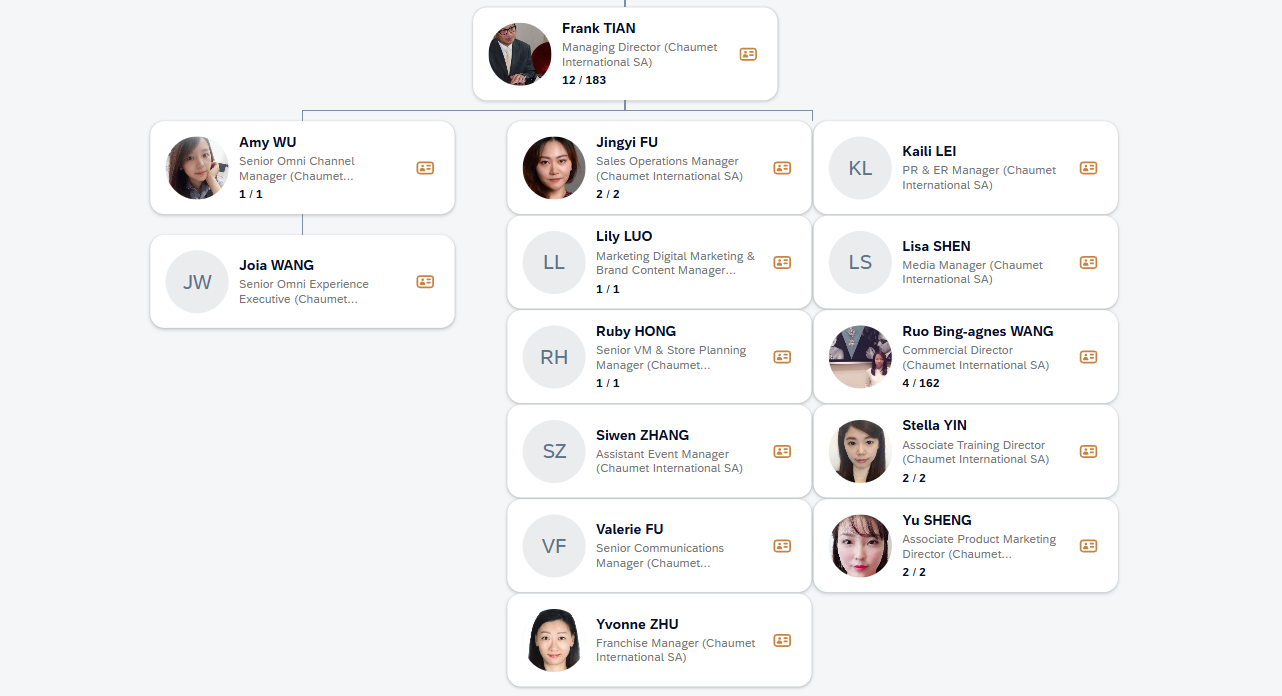 Frank TIAN
Managing Director (Chaumet
International SA)
12 / 183
Amy WU
Senior Omni Channel
Manager (Chaumet...
1 / 1
JW
Joia WANG
Senior Omni Experience
Executive (Chaumet...
Jingyi FU
Sales Operations Manager
(Chaumet International SA)
2 / 2
KL
Kaili LEI
PR & ER Manager (Chaumet
International SA)
LL
Lily LUO
Marketing Digital Marketing &
Brand Content Manager...
1 / 1
LS
Lisa SHEN
Media Manager (Chaumet
International SA)
RH
Ruby HONG
Senior VM & Store Planning
Manager (Chaumet...
1 / 1
Ruo Bing-agnes WANG
Commercial Director
(Chaumet International SA)
4 / 162
SZ
Siwen ZHANG
Assistant Event Manager
(Chaumet International SA)
Stella YIN
Associate Training Director
(Chaumet International SA)
2 / 2
VF
Valerie FU
Senior Communications
Manager (Chaumet...
Yu SHENG
Associate Product Marketing
Director (Chaumet...
2 / 2
Yvonne ZHU
Franchise Manager (Chaumet
International SA)